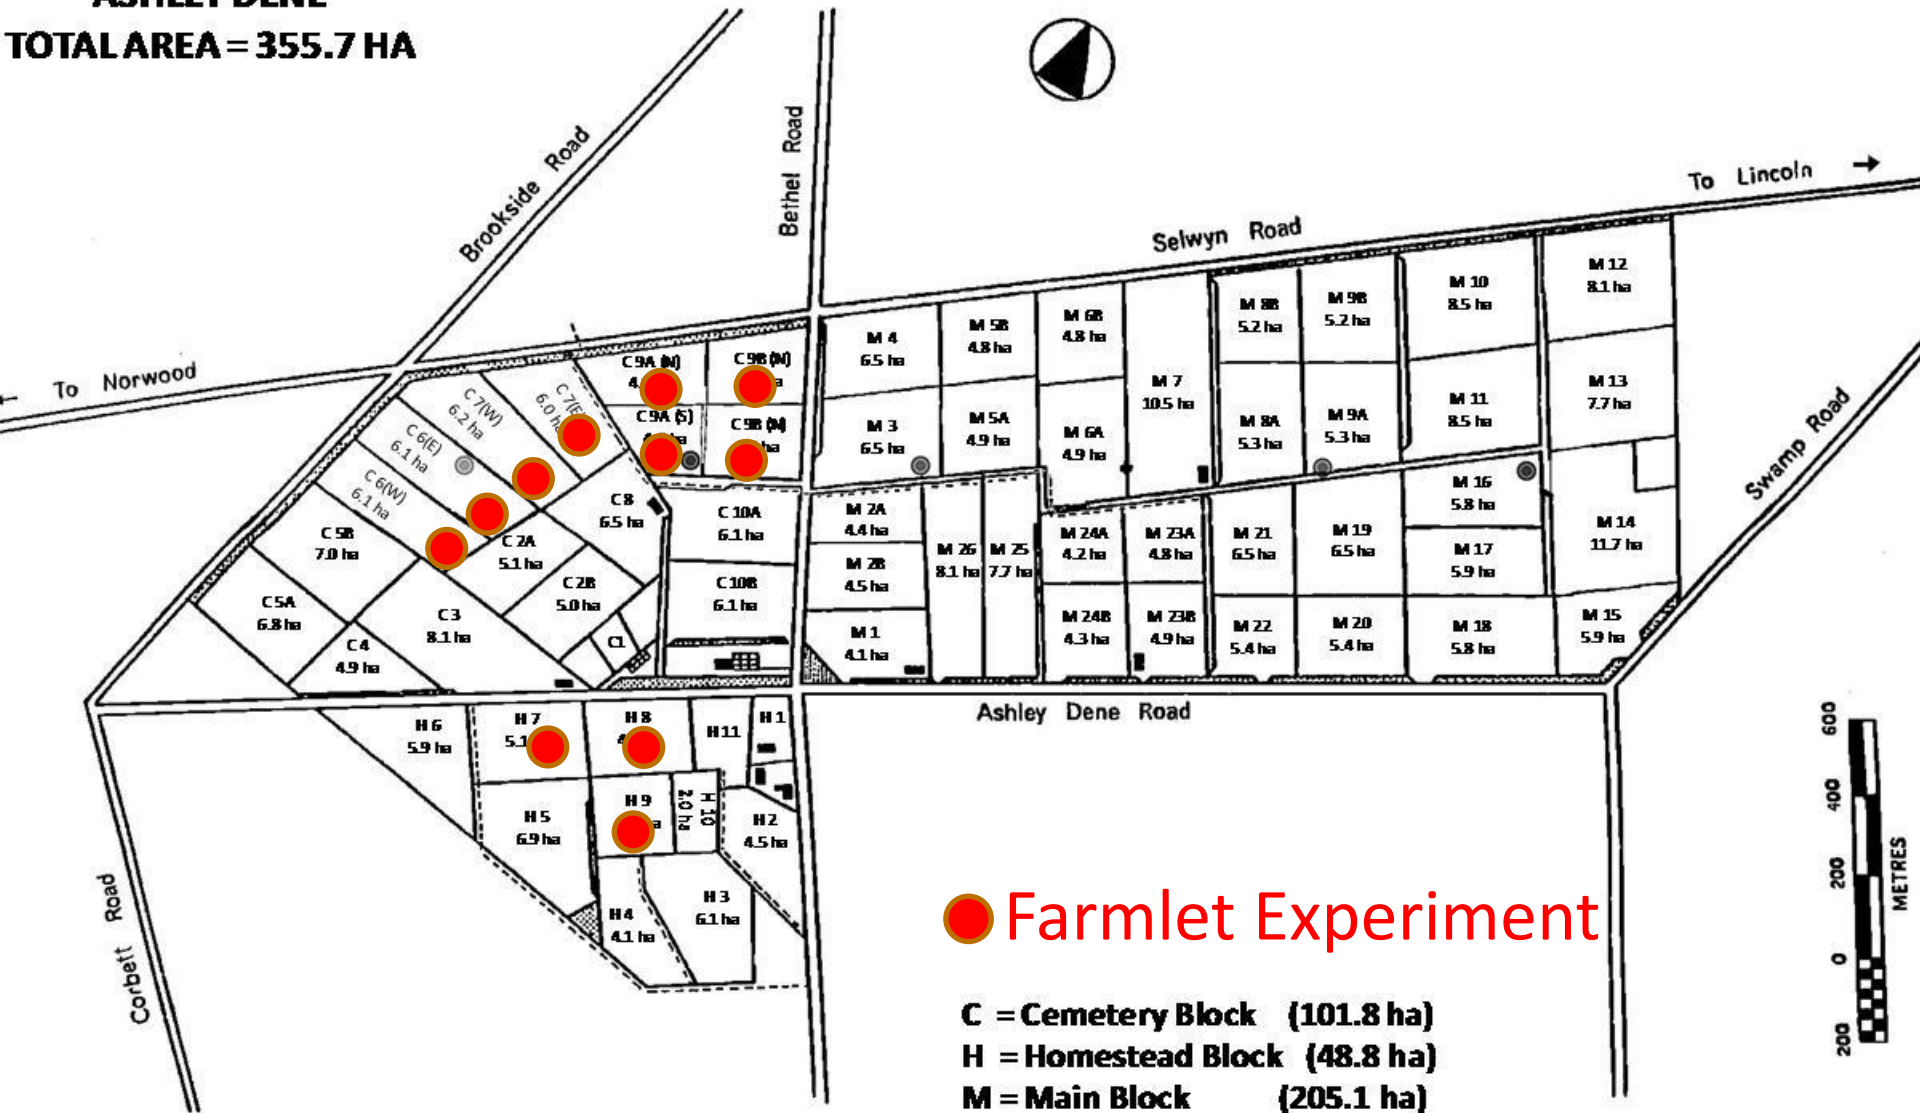 ASHLEY DENE
TOTAL AREA = 355.7 HA
Brookside Road
Bethel Road
Selwyn Road
To Lincoln
To Norwood
Swamp Road
Ashley Dene Road
Corbett Road
C 9A (N)
4.
C 9B (N)
a
C 9A (S)
ha
C 9B (N)
ha
C 7(E)
6.0 ha
C 7(W)
6.2 ha
C 6(E)
6.1 ha
C 6(W)
6.1 ha
C 5B
7.0 ha
C 5A
6.8 ha
C 4
4.9 ha
C 3
8.1 ha
C 2A
5.1 ha
C 2B
5.0 ha
C 8
6.5 ha
C1
C 10A
6.1 ha
C 10B
6.1 ha
M 4
6.5 ha
M 3
6.5 ha
M 5B
4.8 ha
M 5A
4.9 ha
M 6B
4.8 ha
M 6A
4.9 ha
M 7
10.5 ha
M 8B
5.2 ha
M 8A
5.3 ha
M 9B
5.2 ha
M 9A
5.3 ha
M 10
8.5 ha
M 11
8.5 ha
M 12
8.1 ha
M 13
7.7 ha
M 2A
4.4 ha
M 2B
4.5 ha
M 1
4.1 ha
M 26
8.1 ha
M 25
7.7 ha
M 24A
4.2 ha
M 24B
4.3 ha
M 23A
4.8 ha
M 23B
4.9 ha
M 21
6.5 ha
M 22
5.4 ha
M 19
6.5 ha
M 20
5.4 ha
M 16
5.8 ha
M 17
5.9 ha
M 18
5.8 ha
M 14
11.7 ha
M 15
5.9 ha
H 6
5.9 ha
H 7
5.1
H 8
H 11
H 1
H 5
6.9 ha
H 9
H 10
2.0 ha
H 2
4.5 ha
H 4
4.1 ha
H 3
6.1 ha
Farmlet Experiment
C = Cemetery Block (101.8 ha)
H = Homestead Block (48.8 ha)
M = Main Block (205.1 ha)
600
400
200
0
200
METRES